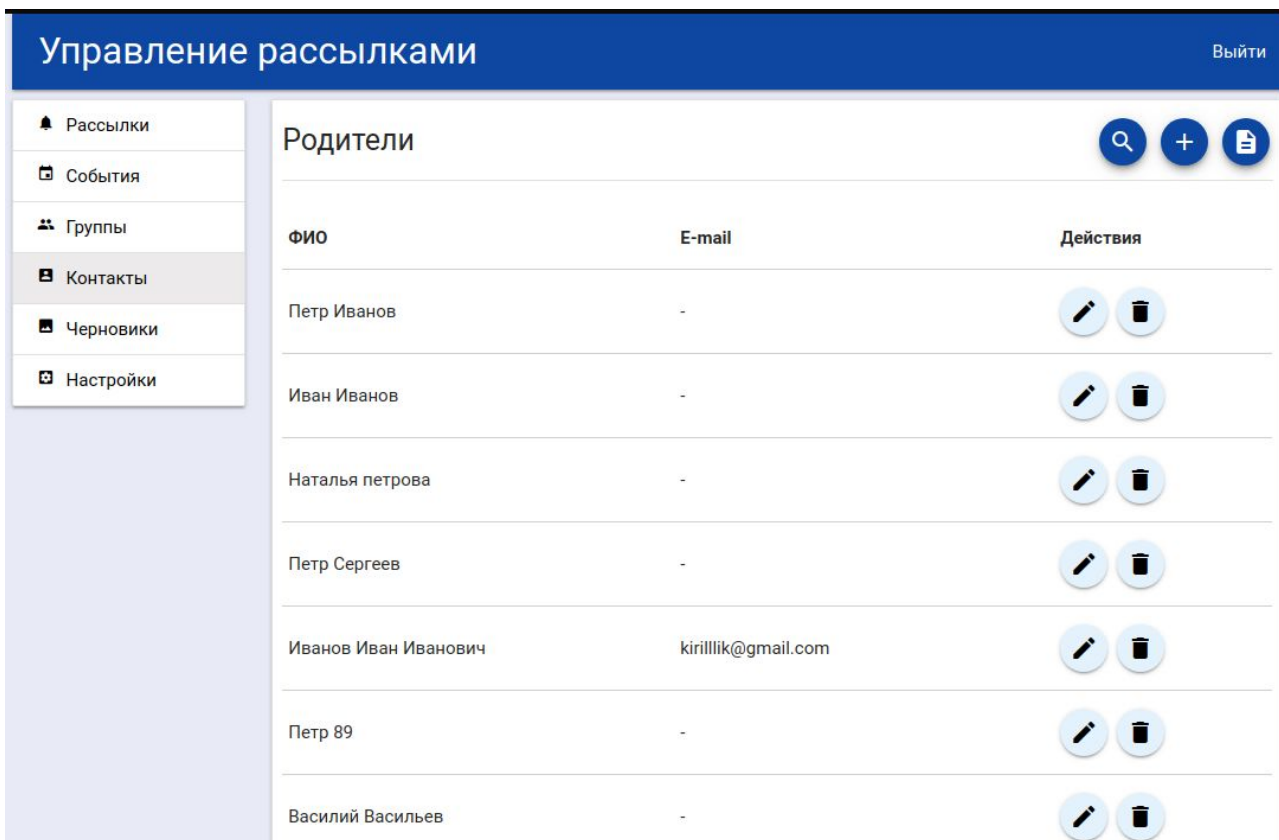 Управление рассылками
Выйти
Рассылки
События
Группы
Контакты
Черновики
Настройки
Родители
ФИО E-mail Действия
Петр Иванов -
Иван Иванов -
Наталья петрова -
Петр Сергеев -
Иванов Иван Иванович kirilllik@gmail.com
Петр 89 -
Василий Васильев -